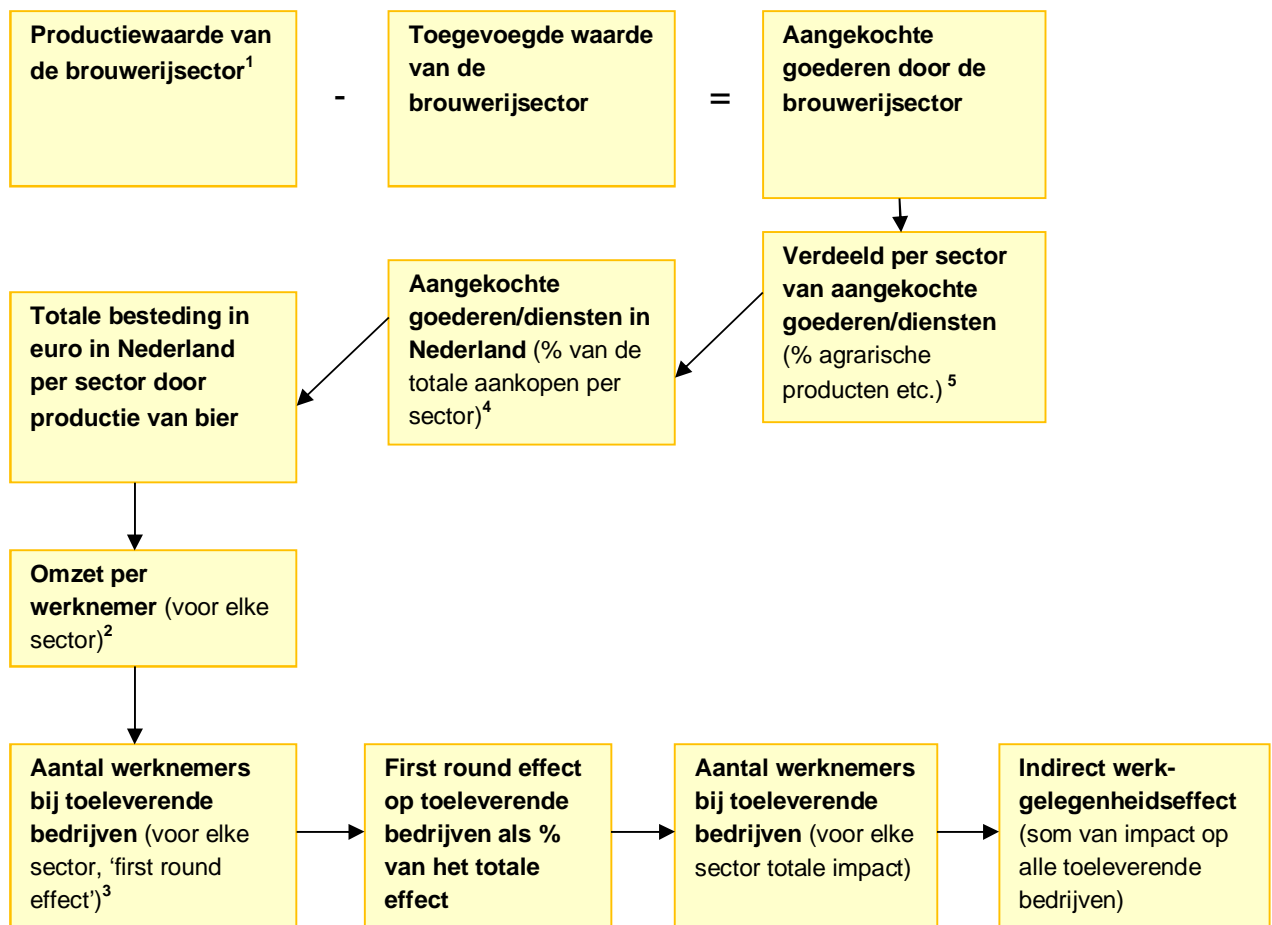 Productiewaarde van
de brouwerijsector1
-
Toegevoegde waarde
van de
brouwerijsector
=
Aangekochte
goederen door de
brouwerijsector
Verdeeld per sector
van aangekochte
goederen/diensten
(% agrarische
producten etc.) 5
Aangekochte
goederen/diensten in
Nederland (% van de
totale aankopen per
sector)4
Totale besteding in
euro in Nederland
per sector door
productie van bier
Omzet per
werknemer (voor elke
sector)2
Aantal werknemers
bij toeleverende
bedrijven (voor elke
sector, ‘first round
effect’)3
First round effect
op toeleverende
bedrijven als %
van het totale
effect
Aantal werknemers
bij toeleverende
bedrijven (voor elke
sector totale impact)
Indirect werk-
gelegenheidseffect
(som van impact op
alle toeleverende
bedrijven)